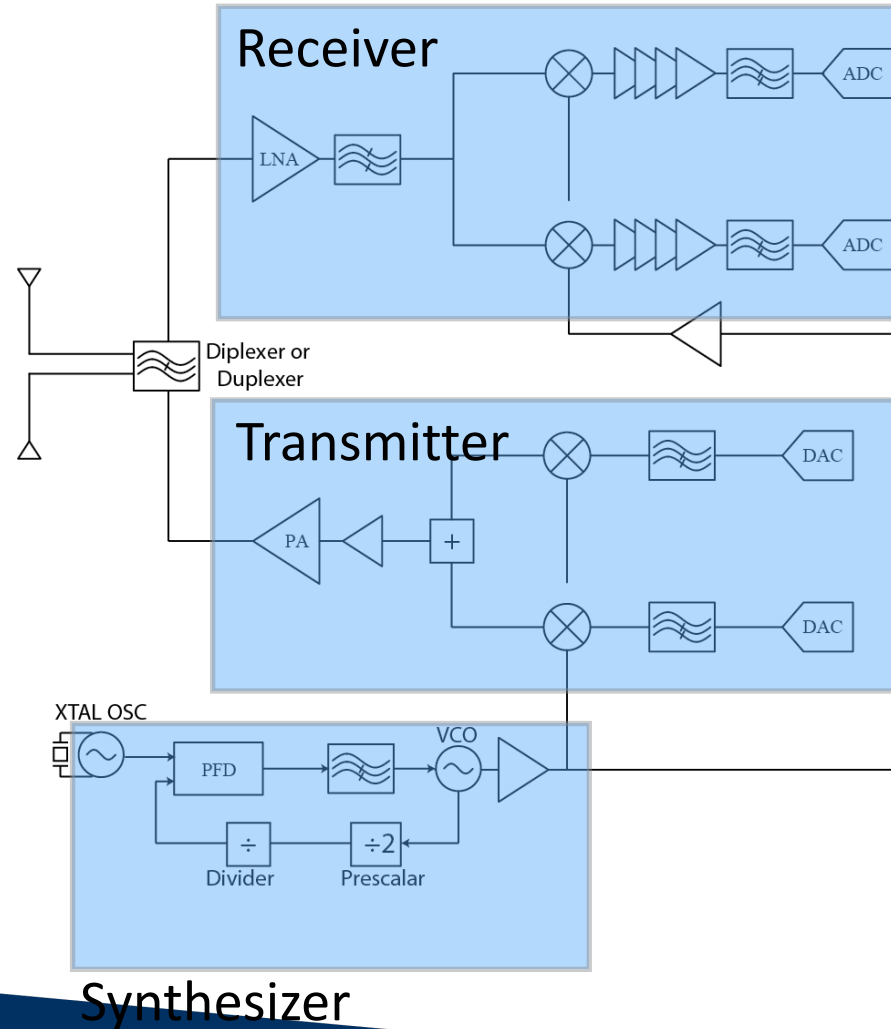 Receiver
LNA
ADC
ADC
Diplexer or
Duplexer
Transmitter
DAC
PA
+
DAC
XTAL OSC
VCO
PFD
÷
÷2
Divider
Prescalar
Synthesizer